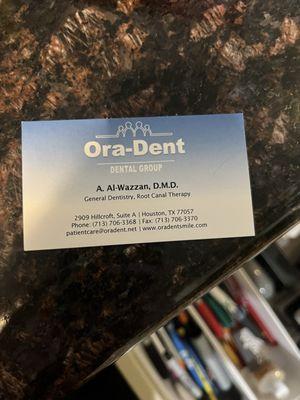 Ora-Dent
DENTAL GROUP
A. Al-Wazzan, D.M.D.
General Dentistry, Root Canal Therapy
2909 Hillcroft, Suite A | Houston, TX 77057
Phone: (713) 706-3368 | Fax: (713) 706-3370
patientcare@oradent.net | www.oradentsmile.com